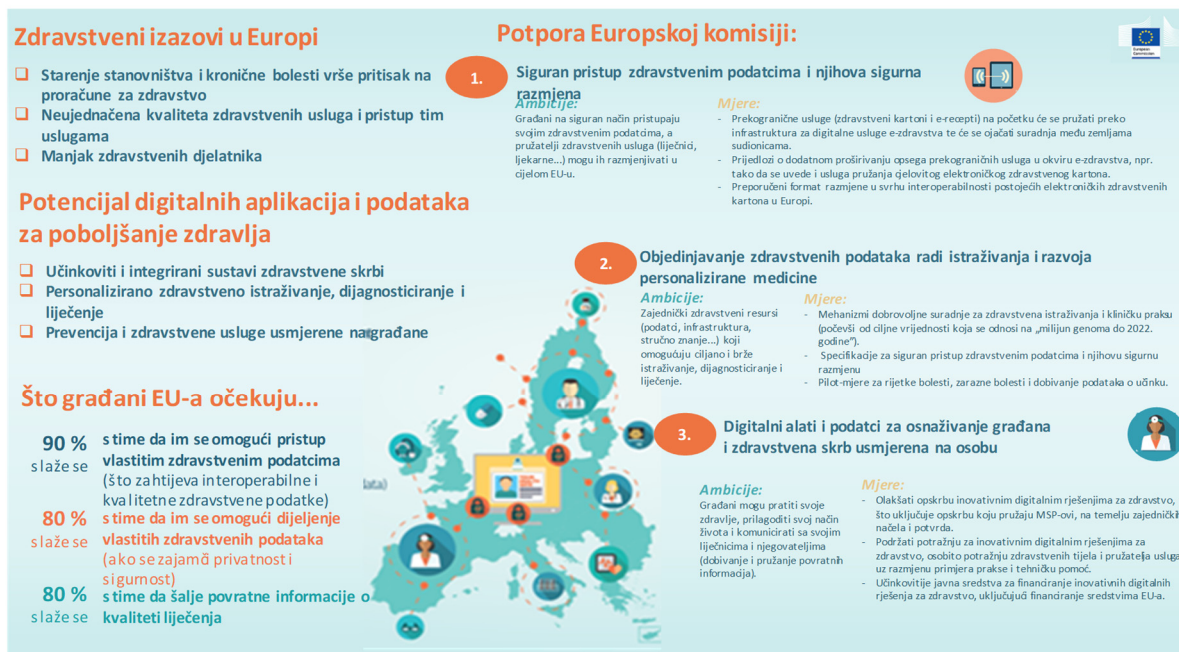 Zdravstveni izazovi u Europi
Starenje stanovništva i kronične bolesti vrše pritisak na
proračune za zdravstvo
Neujednačena kvaliteta zdravstvenih usluga i pristup tim
uslugama
Manjak zdravstvenih djelatnika
Potencijal digitalnih aplikacija i podataka
za poboljšanje zdravlja
Učinkoviti i integrirani sustavi zdravstvene skrbi
Personalizirano zdravstveno istraživanje, dijagnosticiranje i
liječenje
Prevencija i zdravstvene usluge usmjerene na građane
Što građani EU-a očekuju...
90 %
slaže se
s time da im se omogući pristup
vlastitim zdravstvenim podatcima
(što zahtijeva interoperabilne i
kvalitetne zdravstvene podatke)
80 %
slaže se
s time da im se omogući dijeljenje
vlastitih zdravstvenih podataka
(ako se zajamči privatnost i
sigurnost)
80 %
slaže se
s time da šalje povratne informacije o
kvaliteti liječenja
data)
Potpora Europskoj komisiji:
European
Commission
1.
Siguran pristup zdravstvenim podatcima i njihova sigurna
razmjena
Ambicije:
Građani na siguran način pristupaju
svojim zdravstvenim podatcima, a
pružatelji zdravstvenih usluga (liječnici,
ljekarne...) mogu ih razmjenjivati u
cijelom EU-u.
Mjere:
- Prekogranične usluge (zdravstveni kartoni i e-recepti) na početku će se pružati preko
infrastruktura za digitalne usluge e-zdravstva te će se ojačati suradnja među zemljama
sudionicama.
- Prijedlozi o dodatnom proširivanju opsega prekograničnih usluga u okviru e-zdravstva, npr.
tako da se uvede i usluga pružanja cjelovitog elektroničkog zdravstvenog kartona.
- Preporučeni format razmjene u svrhu interoperabilnosti postojećih elektroničkih zdravstvenih
kartona u Europi.
2.
Objedinjavanje zdravstvenih podataka radi istraživanja i razvoja
personalizirane medicine
Ambicije:
Zajednički zdravstveni resursi
(podatci, infrastruktura,
stručno znanje...) koji
omogućuju ciljano i brže
istraživanje, dijagnosticiranje i
liječenje.
Mjere:
- Mehanizmi dobrovoljne suradnje za zdravstvena istraživanja i kliničku praksu
(počevši od ciljne vrijednosti koja se odnosi na „milijun genoma do 2022.
godine”).
- Specifikacije za siguran pristup zdravstvenim podatcima i njihovu sigurnu
razmjenu
- Pilot-mjere za rijetke bolesti, zarazne bolesti i dobivanje podataka o učinku.
3.
Digitalni alati i podatci za osnaživanje građana
i zdravstvena skrb usmjerena na osobu
Ambicije:
Građani mogu pratiti svoje
zdravlje, prilagoditi svoj način
života i komunicirati sa svojim
liječnicima i njegovateljima
(dobivanje i pružanje povratnih
informacija).
Mjere:
- Olakšati opskrbu inovativnim digitalnim rješenjima za zdravstvo,
što uključuje opskrbu koju pružaju MSP-ovi, na temelju zajedničkih
načela i potvrda.
- Podržati potražnju za inovativnim digitalnim rješenjima za
zdravstvo, osobito potražnju zdravstvenih tijela i pružatelja usluga
uz razmjenu primjera prakse i tehničku pomoć.
- Učinkovitije javna sredstva za financiranje inovativnih digitalnih
rješenja za zdravstvo, uključujući financiranje sredstvima EU-a.